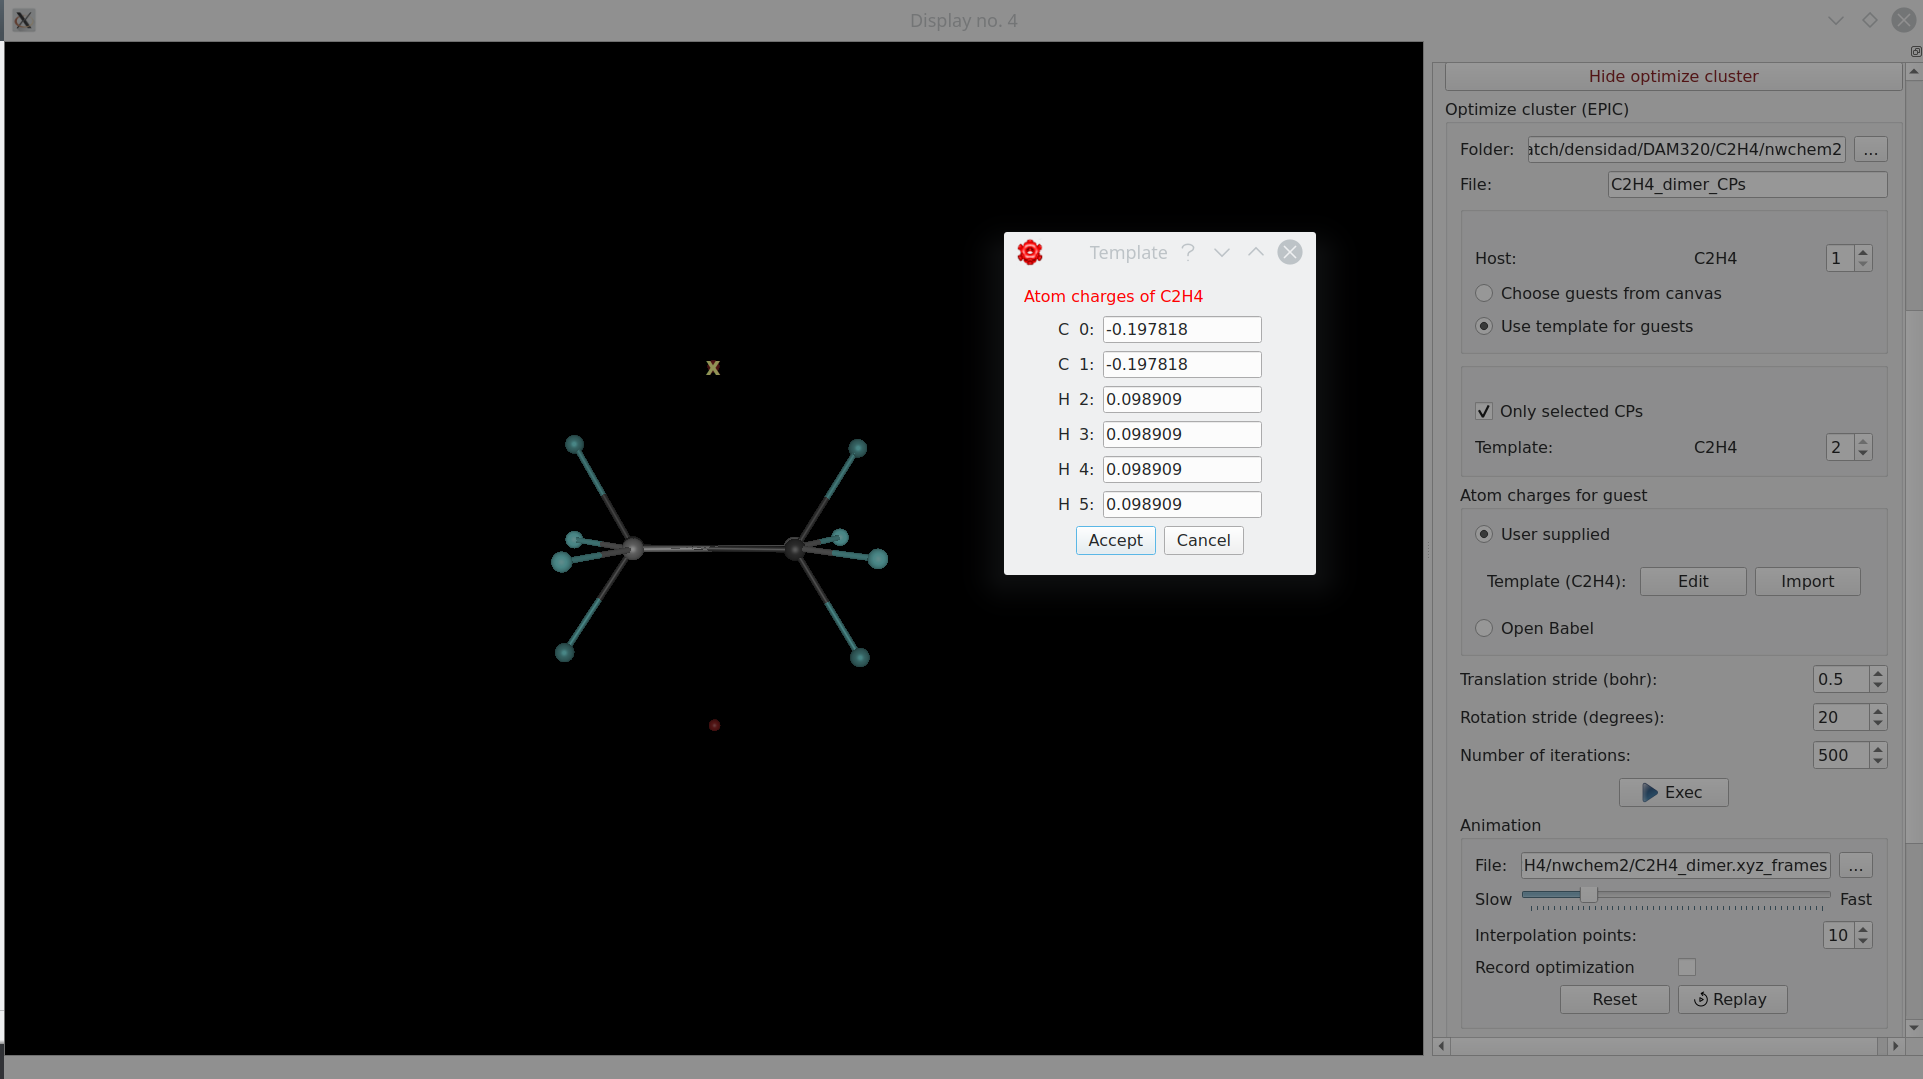 Display no. 4
Hide optimize cluster
Optimize cluster (EPIC)
Folder: atch/densidad/DAM320/C2H4/nwchem2 ...
File: C2H4_dimer_CPs
Host: C2H4 1
Choose guests from canvas
Use template for guests
Only selected CPs
Template: C2H4 2
Atom charges for guest
User supplied
Template (C2H4): Edit Import
Open Babel
Translation stride (bohr): 0.5
Rotation stride (degrees): 20
Number of iterations: 500
Exec
Animation
File: H4/nwchem2/C2H4_dimer.xyz_frames ...
Slow Fast
Interpolation points: 10
Record optimization
Reset Replay
Template ?
Atom charges of C2H4
C 0: -0.197818
C 1: -0.197818
H 2: 0.098909
H 3: 0.098909
H 4: 0.098909
H 5: 0.098909
Accept Cancel
X